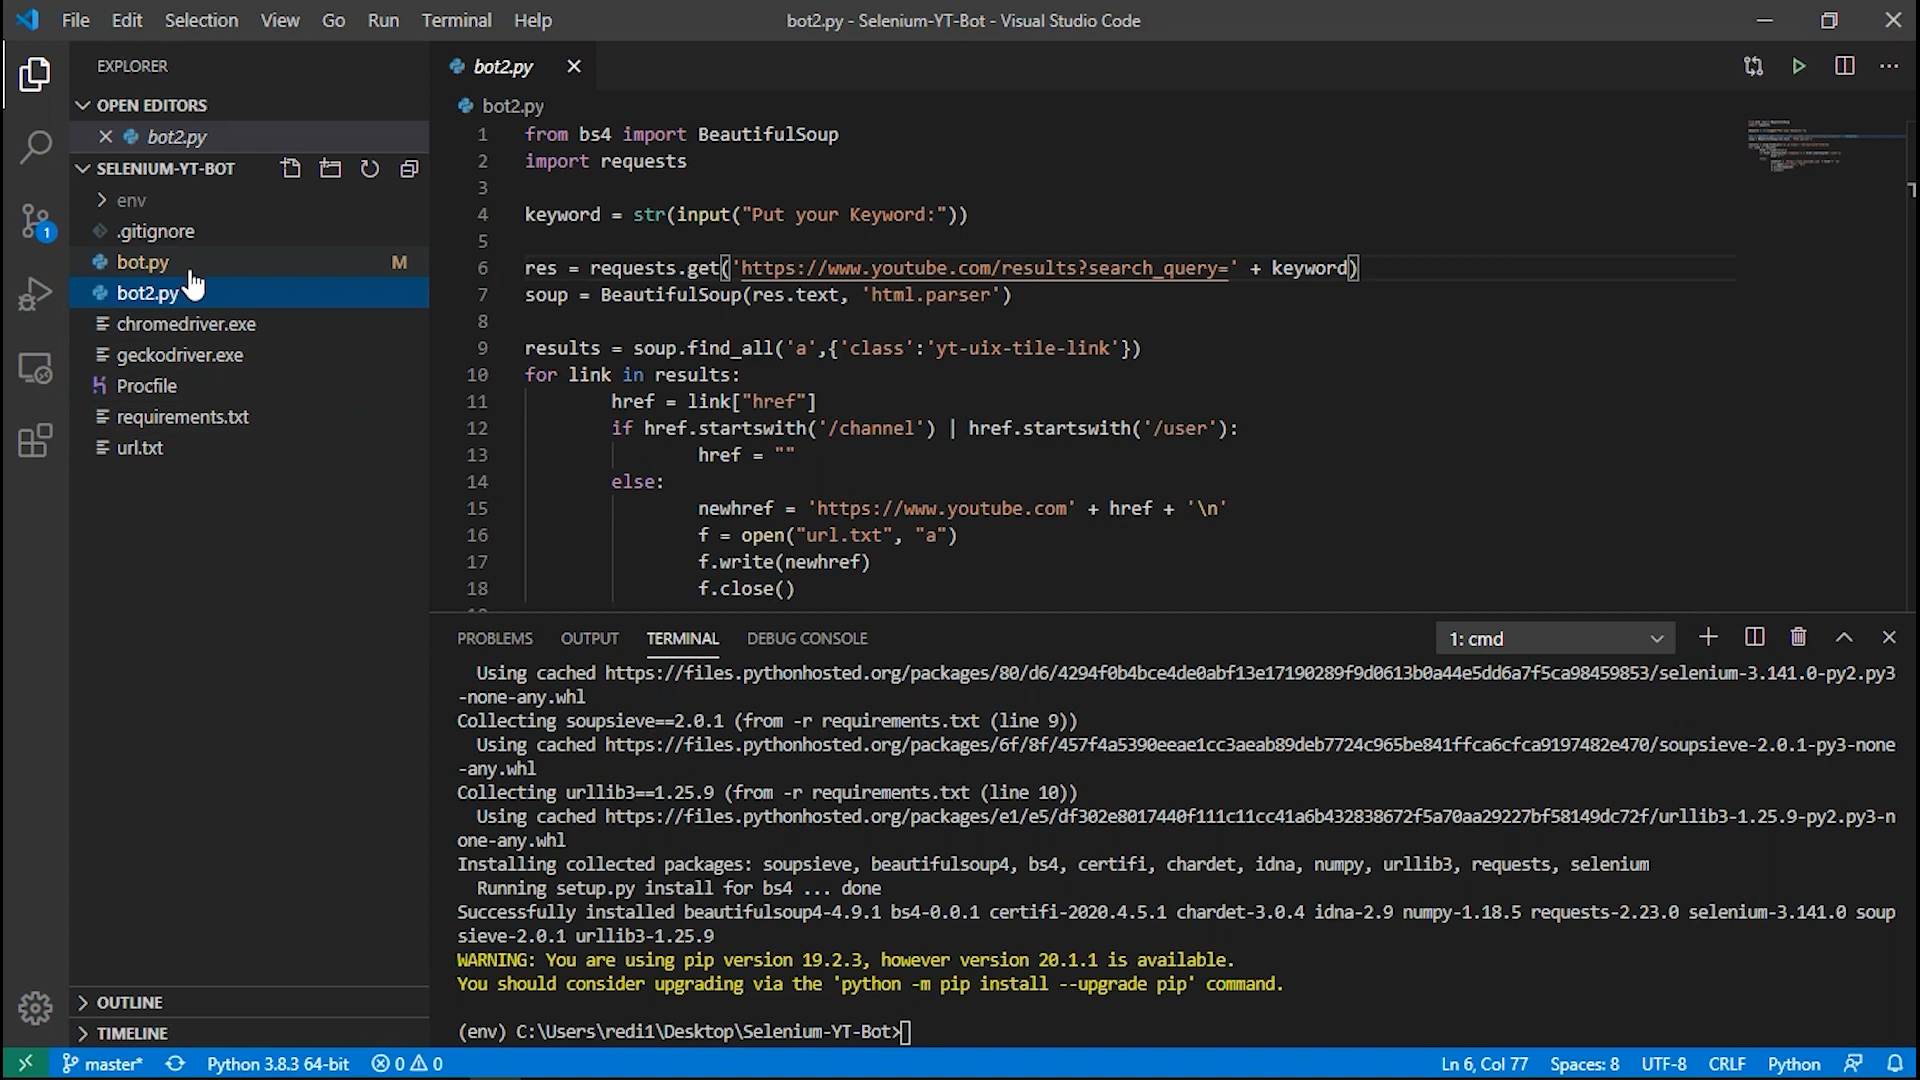 File Edit Selection View Go Run Terminal Help
bot2.py - Selenium-YT-Bot - Visual Studio Code
EXPLORER
OPEN EDITORS
bot2.py
SELENIUM-YT-BOT
env
.gitignore
bot.py M
bot2.py
chromedriver.exe
geckodriver.exe
Procfile
requirements.txt
url.txt
OUTLINE
TIMELINE
1
bot2.py
bot2.py
1 from bs4 import BeautifulSoup
2 import requests
3
4 keyword = str(input("Put your Keyword:"))
5
6 res = requests.get('https://www.youtube.com/results?search_query=' + keyword)
7 soup = BeautifulSoup(res.text, 'html.parser')
8
9 results = soup.find_all('a',{'class':'yt-uix-tile-link'})
10 for link in results:
11 href = link["href"]
12 if href.startswith('/channel') | href.startswith('/user'):
13 href = ""
14 else:
15 newhref = 'https://www.youtube.com' + href + '\n'
16 f = open("url.txt", "a")
17 f.write(newhref)
18 f.close()
PROBLEMS OUTPUT TERMINAL DEBUG CONSOLE
1: cmd
Using cached https://files.pythonhosted.org/packages/80/d6/4294f0b4bce4de0abf13e17190289f9d0613b0a44e5dd6a7f5ca98459853/selenium-3.141.0-py2.py3
-none-any.whl
Collecting soupsieve==2.0.1 (from -r requirements.txt (line 9))
Using cached https://files.pythonhosted.org/packages/6f/8f/457f4a5390eeae1cc3aeab89deb7724c965be841ffca6cfca9197482e470/soupsieve-2.0.1-py3-none
-any.whl
Collecting urllib3==1.25.9 (from -r requirements.txt (line 10))
Using cached https://files.pythonhosted.org/packages/e1/e5/df302e8017440f111c11cc41a6b432838672f5a70aa29227bf58149dc72f/urllib3-1.25.9-py2.py3-n
one-any.whl
Installing collected packages: soupsieve, beautifulsoup4, bs4, certifi, chardet, idna, numpy, urllib3, requests, selenium
Running setup.py install for bs4 ... done
Successfully installed beautifulsoup4-4.9.1 bs4-0.0.1 certifi-2020.4.5.1 chardet-3.0.4 idna-2.9 numpy-1.18.5 requests-2.23.0 selenium-3.141.0 soup
sieve-2.0.1 urllib3-1.25.9
WARNING: You are using pip version 19.2.3, however version 20.1.1 is available.
You should consider upgrading via the 'python -m pip install --upgrade pip' command.
(env) C:\Users\redi1\Desktop\Selenium-YT-Bot>
master* Python 3.8.3 64-bit 0 0 Ln 6, Col 77 Spaces: 8 UTF-8 CRLF Python